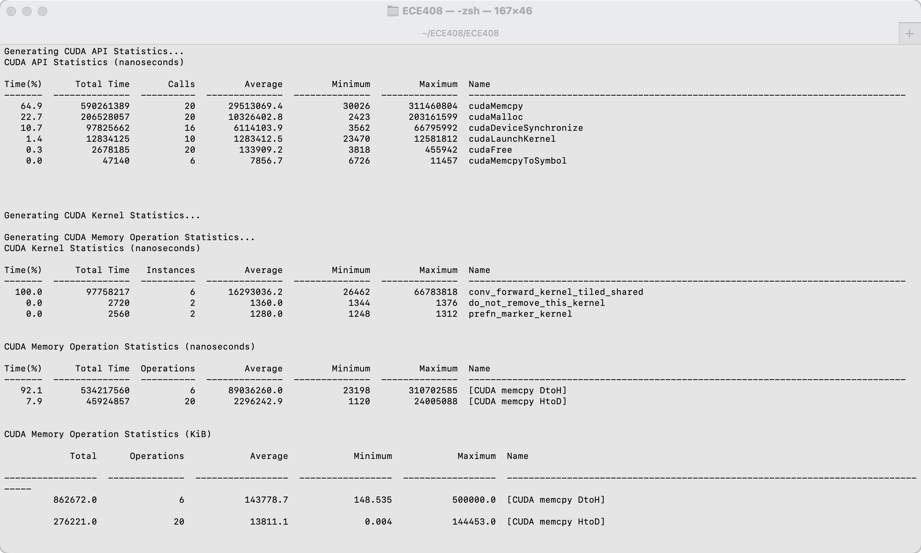 ECE408 — -zsh — 167×46
~/ECE408/ECE408
+
Generating CUDA API Statistics...
CUDA API Statistics (nanoseconds)
Time(%) Total Time Calls Average Minimum Maximum Name
------- -------------- ---------- -------------- -------------- -------------- --------------------------------------------------------------------------------
64.9 590261389 20 29513069.4 30026 311460804 cudaMemcpy
22.7 206528057 20 10326402.8 2423 203161599 cudaMalloc
10.7 97825662 16 6114103.9 3562 66795992 cudaDeviceSynchronize
1.4 12834125 10 1283412.5 23470 12581812 cudaLaunchKernel
0.3 2678185 20 133909.2 3818 455942 cudaFree
0.0 47140 6 7856.7 6726 11457 cudaMemcpyToSymbol
Generating CUDA Kernel Statistics...
Generating CUDA Memory Operation Statistics...
CUDA Kernel Statistics (nanoseconds)
Time(%) Total Time Instances Average Minimum Maximum Name
------- -------------- ---------- -------------- -------------- -------------- --------------------------------------------------------------------------------
100.0 97758217 6 16293036.2 26462 66783818 conv_forward_kernel_tiled_shared
0.0 2720 2 1360.0 1344 1376 do_not_remove_this_kernel
0.0 2560 2 1280.0 1248 1312 prefn_marker_kernel
CUDA Memory Operation Statistics (nanoseconds)
Time(%) Total Time Operations Average Minimum Maximum Name
------- -------------- ---------- -------------- -------------- -------------- --------------------------------------------------------------------------------
92.1 534217560 6 89036260.0 23198 310702585 [CUDA memcpy DtoH]
7.9 45924857 20 2296242.9 1120 24005088 [CUDA memcpy HtoD]
CUDA Memory Operation Statistics (KiB)
Total Operations Average Minimum Maximum Name
----------------- -------------- ----------------- ----------------- ----------------- ---------------------------------------------------------------------------
-----
862672.0 6 143778.7 148.535 500000.0 [CUDA memcpy DtoH]
276221.0 20 13811.1 0.004 144453.0 [CUDA memcpy HtoD]